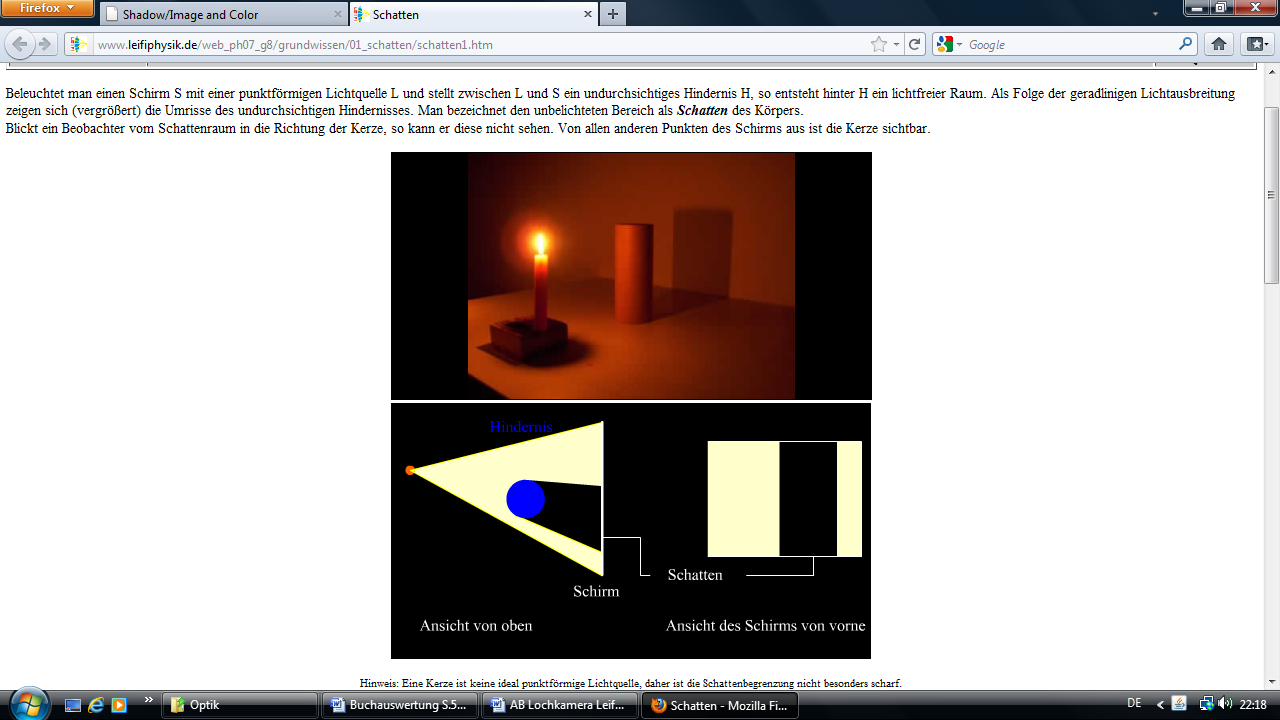 Firefox
Shadow/Image and Color
Schatten
www.leifiphysik.de/web_ph07_g8/grundwissen/01_schatten/schatten1.htm
Google
Beleuchtet man einen Schirm S mit einer punktförmigen Lichtquelle L und stellt zwischen L und S ein undurchsichtiges Hindernis H, so entsteht hinter H ein lichtfreier Raum. Als Folge der geradlinigen Lichtausbreitung
zeigen sich (vergrößert) die Umrisse des undurchsichtigen Hindernisses. Man bezeichnet den unbelichteten Bereich als Schatten des Körpers.
Blickt ein Beobachter vom Schattenraum in die Richtung der Kerze, so kann er diese nicht sehen. Von allen anderen Punkten des Schirms aus ist die Kerze sichtbar.
Hindernis
Schatten
Schirm
Ansicht von oben
Ansicht des Schirms von vorne
Hinweis: Eine Kerze ist keine ideal punktförmige Lichtquelle, daher ist die Schattenbegrenzung nicht besonders scharf.
Optik
Buchauswertung S.5...
AB Lochkamera Leif...
Schatten - Mozilla Fi...
DE
22:18